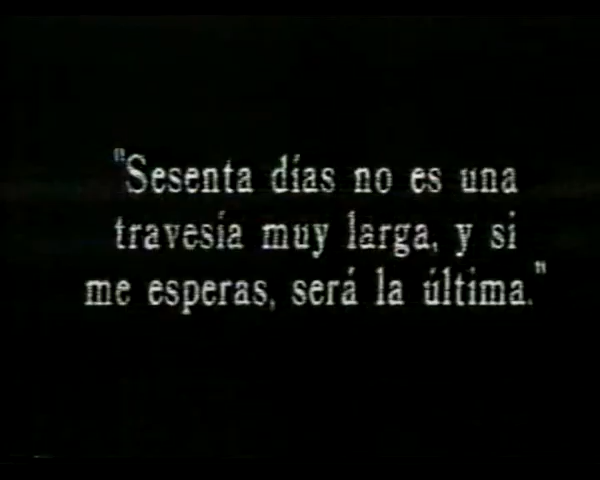 "Sesenta días no es una
travesía muy larga, y si
me esperas, será la última."